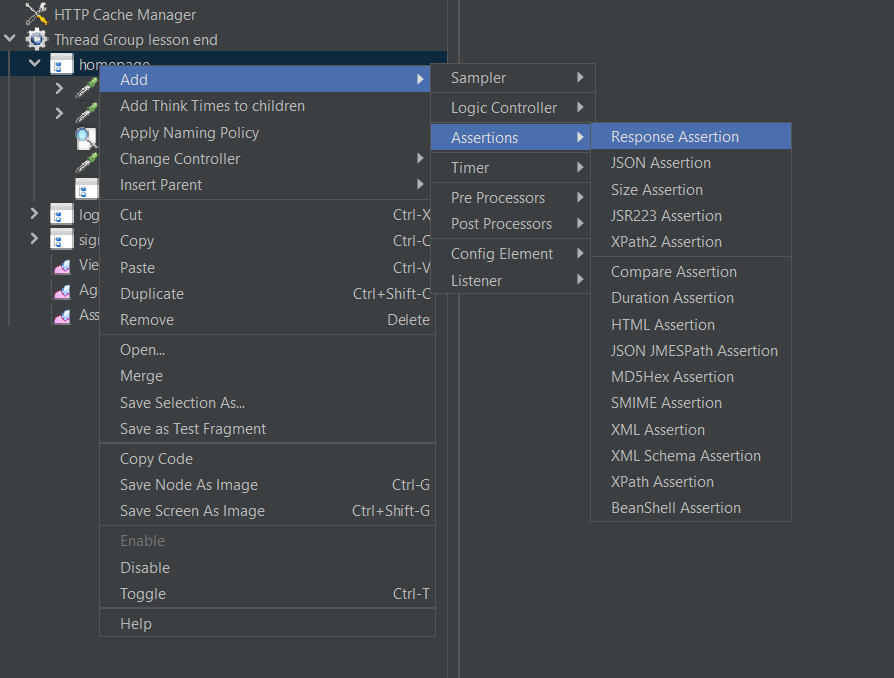 HTTP Cache Manager
Thread Group lesson end
homepage
log
sig
Vie
Ag
Ass
Add
Add Think Times to children
Apply Naming Policy
Change Controller
Insert Parent
Cut Ctrl-X
Copy Ctrl-C
Paste Ctrl-V
Duplicate Ctrl+Shift-C
Remove Delete
Open...
Merge
Save Selection As...
Save as Test Fragment
Copy Code
Save Node As Image Ctrl-G
Save Screen As Image Ctrl+Shift-G
Enable
Disable
Toggle Ctrl-T
Help
Sampler
Logic Controller
Assertions
Timer
Pre Processors
Post Processors
Config Element
Listener
Response Assertion
JSON Assertion
Size Assertion
JSR223 Assertion
XPath2 Assertion
Compare Assertion
Duration Assertion
HTML Assertion
JSON JMESPath Assertion
MD5Hex Assertion
SMIME Assertion
XML Assertion
XML Schema Assertion
XPath Assertion
BeanShell Assertion